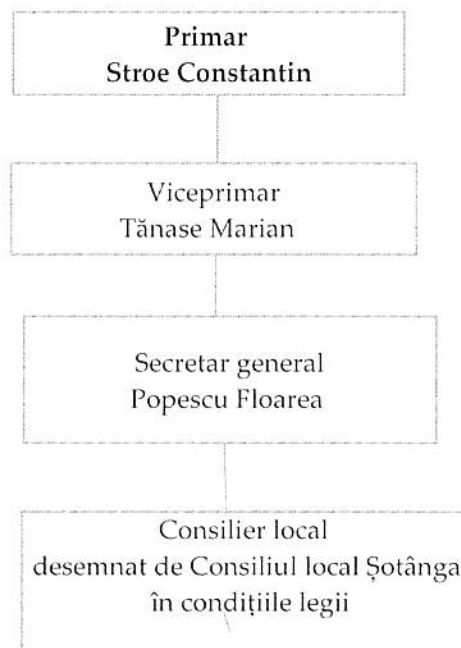 Primar
Stroe Constantin
Viceprimar
Tănase Marian
Secretar general
Popescu Floarea
Consilier local
desemnat de Consiliul local Șotânga
în condițiile legii